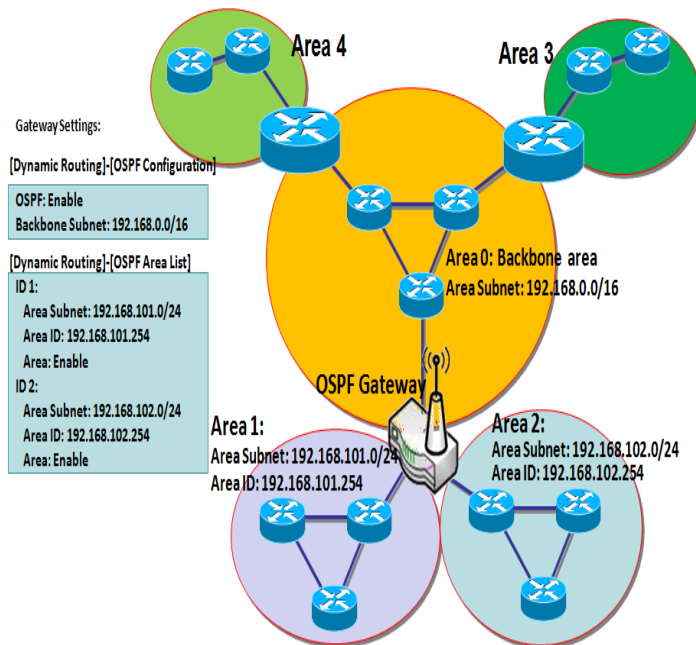 Area 4
Area 3
Gateway Settings:
[Dynamic Routing]-[OSPF Configuration]
OSPF: Enable
Backbone Subnet: 192.168.0.0/16
[Dynamic Routing]-[OSPF Area List]
ID 1:
Area Subnet: 192.168.101.0/24
Area ID: 192.168.101.254
Area: Enable
ID 2:
Area Subnet: 192.168.102.0/24
Area ID: 192.168.102.254
Area: Enable
Area 0: Backbone area
Area Subnet: 192.168.0.0/16
OSPF Gateway
Area 1:
Area Subnet: 192.168.101.0/24
Area ID: 192.168.101.254
Area 2:
Area Subnet: 192.168.102.0/24
Area ID: 192.168.102.254